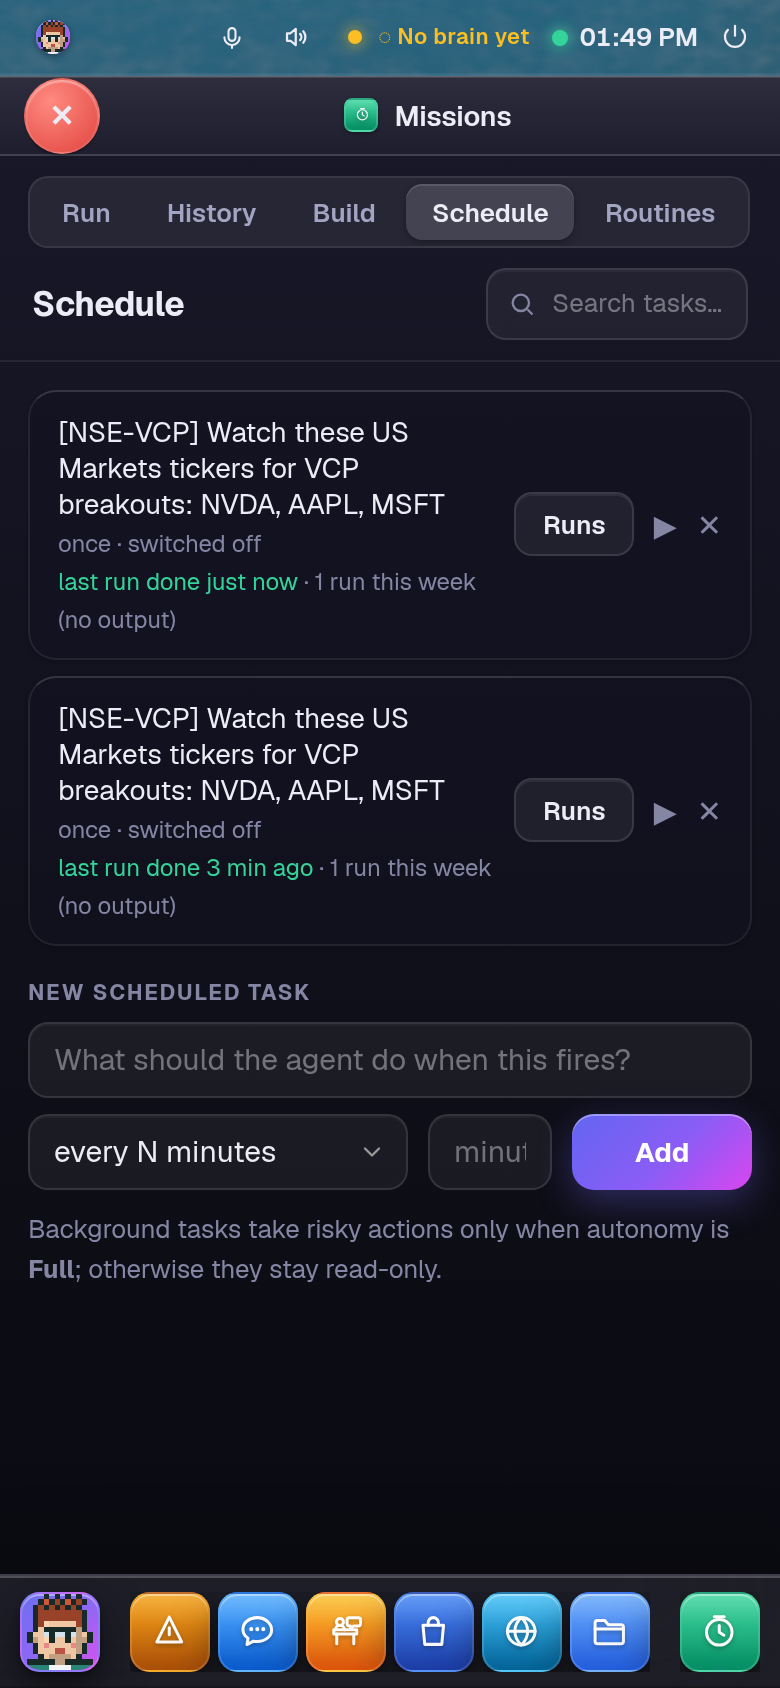 No brain yet
01:49 PM
Missions
Run History Build Schedule Routines
Schedule
Search tasks…
[NSE-VCP] Watch these US
Markets tickers for VCP
breakouts: NVDA, AAPL, MSFT
once · switched off
last run done just now · 1 run this week
(no output)
Runs
[NSE-VCP] Watch these US
Markets tickers for VCP
breakouts: NVDA, AAPL, MSFT
once · switched off
last run done 3 min ago · 1 run this week
(no output)
Runs
NEW SCHEDULED TASK
What should the agent do when this fires?
every N minutes
Add
Background tasks take risky actions only when autonomy is
Full; otherwise they stay read-only.